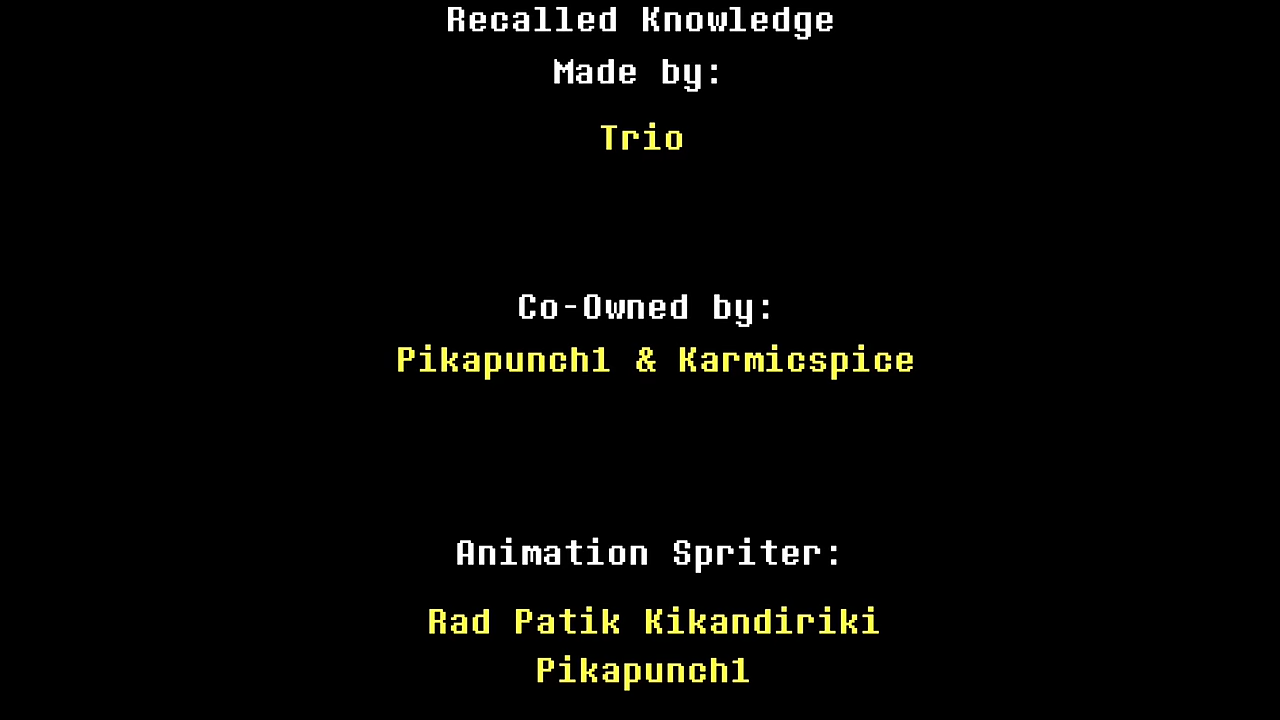 Recalled Knowledge
Made by:
Trio
Co-Owned by:
Pikapunch1 & Karmicspice
Animation Spriter:
Rad Patik Kikandiriki
Pikapunch1